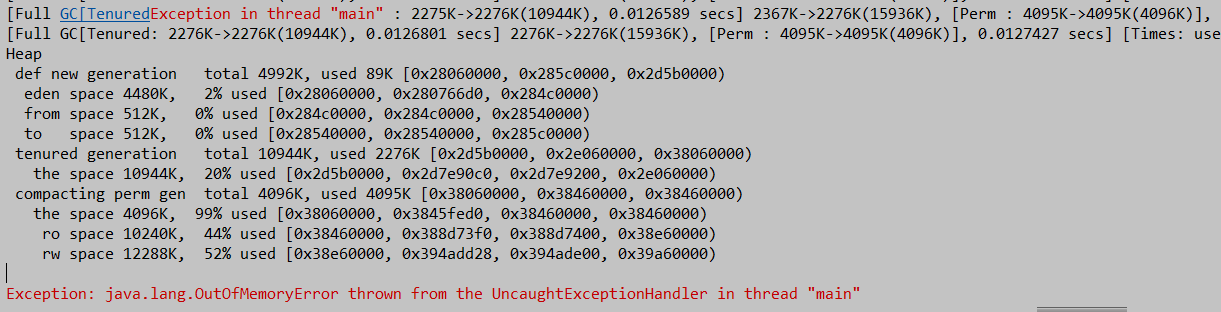 [Full GC[TenuredException in thread "main" : 2275K->2276K(10944K), 0.0126589 secs] 2367K->2276K(15936K), [Perm : 4095K->4095K(4096K)],
[Full GC[Tenured: 2276K->2276K(10944K), 0.0126801 secs] 2276K->2276K(15936K), [Perm : 4095K->4095K(4096K)], 0.0127427 secs] [Times: use
Heap
def new generation   total 4992K, used 89K [0x28060000, 0x285c0000, 0x2d5b0000)
eden space 4480K,   2% used [0x28060000, 0x280766d0, 0x284c0000)
from space 512K,   0% used [0x284c0000, 0x284c0000, 0x28540000)
to   space 512K,   0% used [0x28540000, 0x28540000, 0x285c0000)
tenured generation   total 10944K, used 2276K [0x2d5b0000, 0x2e060000, 0x38060000)
the space 10944K,  20% used [0x2d5b0000, 0x2d7e90c0, 0x2d7e9200, 0x2e060000)
compacting perm gen  total 4096K, used 4095K [0x38060000, 0x38460000, 0x38460000)
the space 4096K,  99% used [0x38060000, 0x3845fed0, 0x38460000, 0x38460000)
ro space 10240K,  44% used [0x38460000, 0x388d73f0, 0x388d7400, 0x38e60000)
rw space 12288K,  52% used [0x38e60000, 0x394add28, 0x394ade00, 0x39a60000)
Exception: java.lang.OutOfMemoryError thrown from the UncaughtExceptionHandler in thread "main"